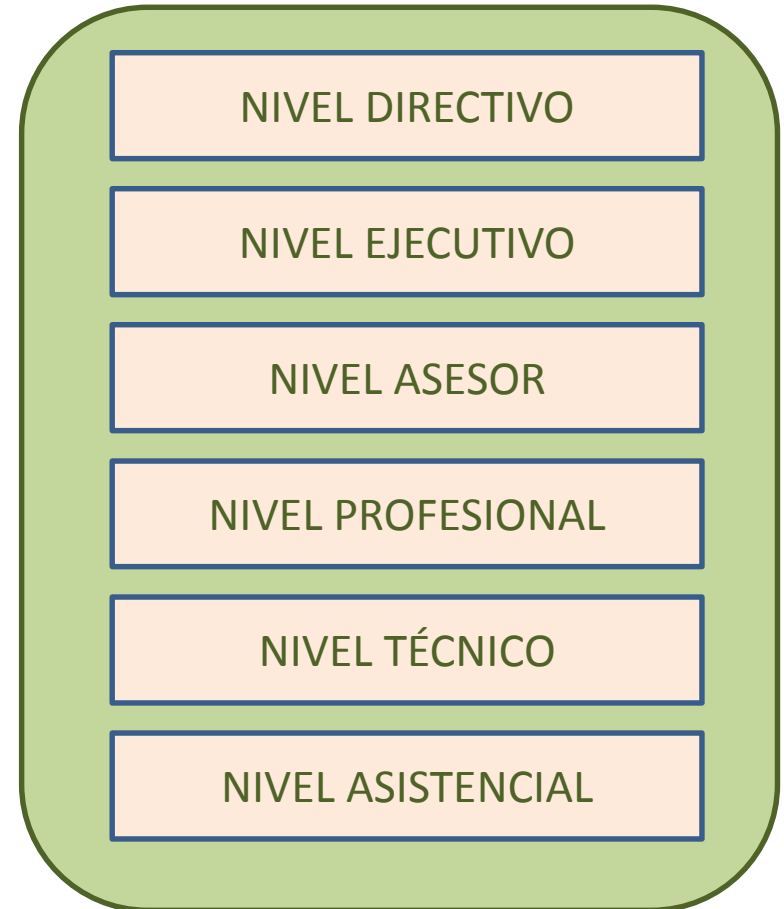 NIVEL DIRECTIVO
NIVEL EJECUTIVO
NIVEL ASESOR
NIVEL PROFESIONAL
NIVEL TÉCNICO
NIVEL ASISTENCIAL